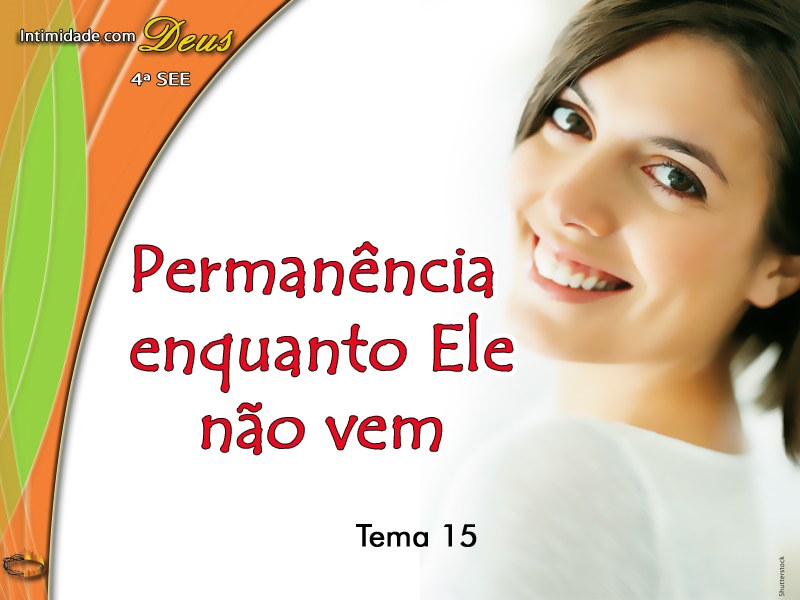 Intimidade com Deus
4ª SEE
Permanência
enquanto Ele
não vem
Tema 15
Shutterstock